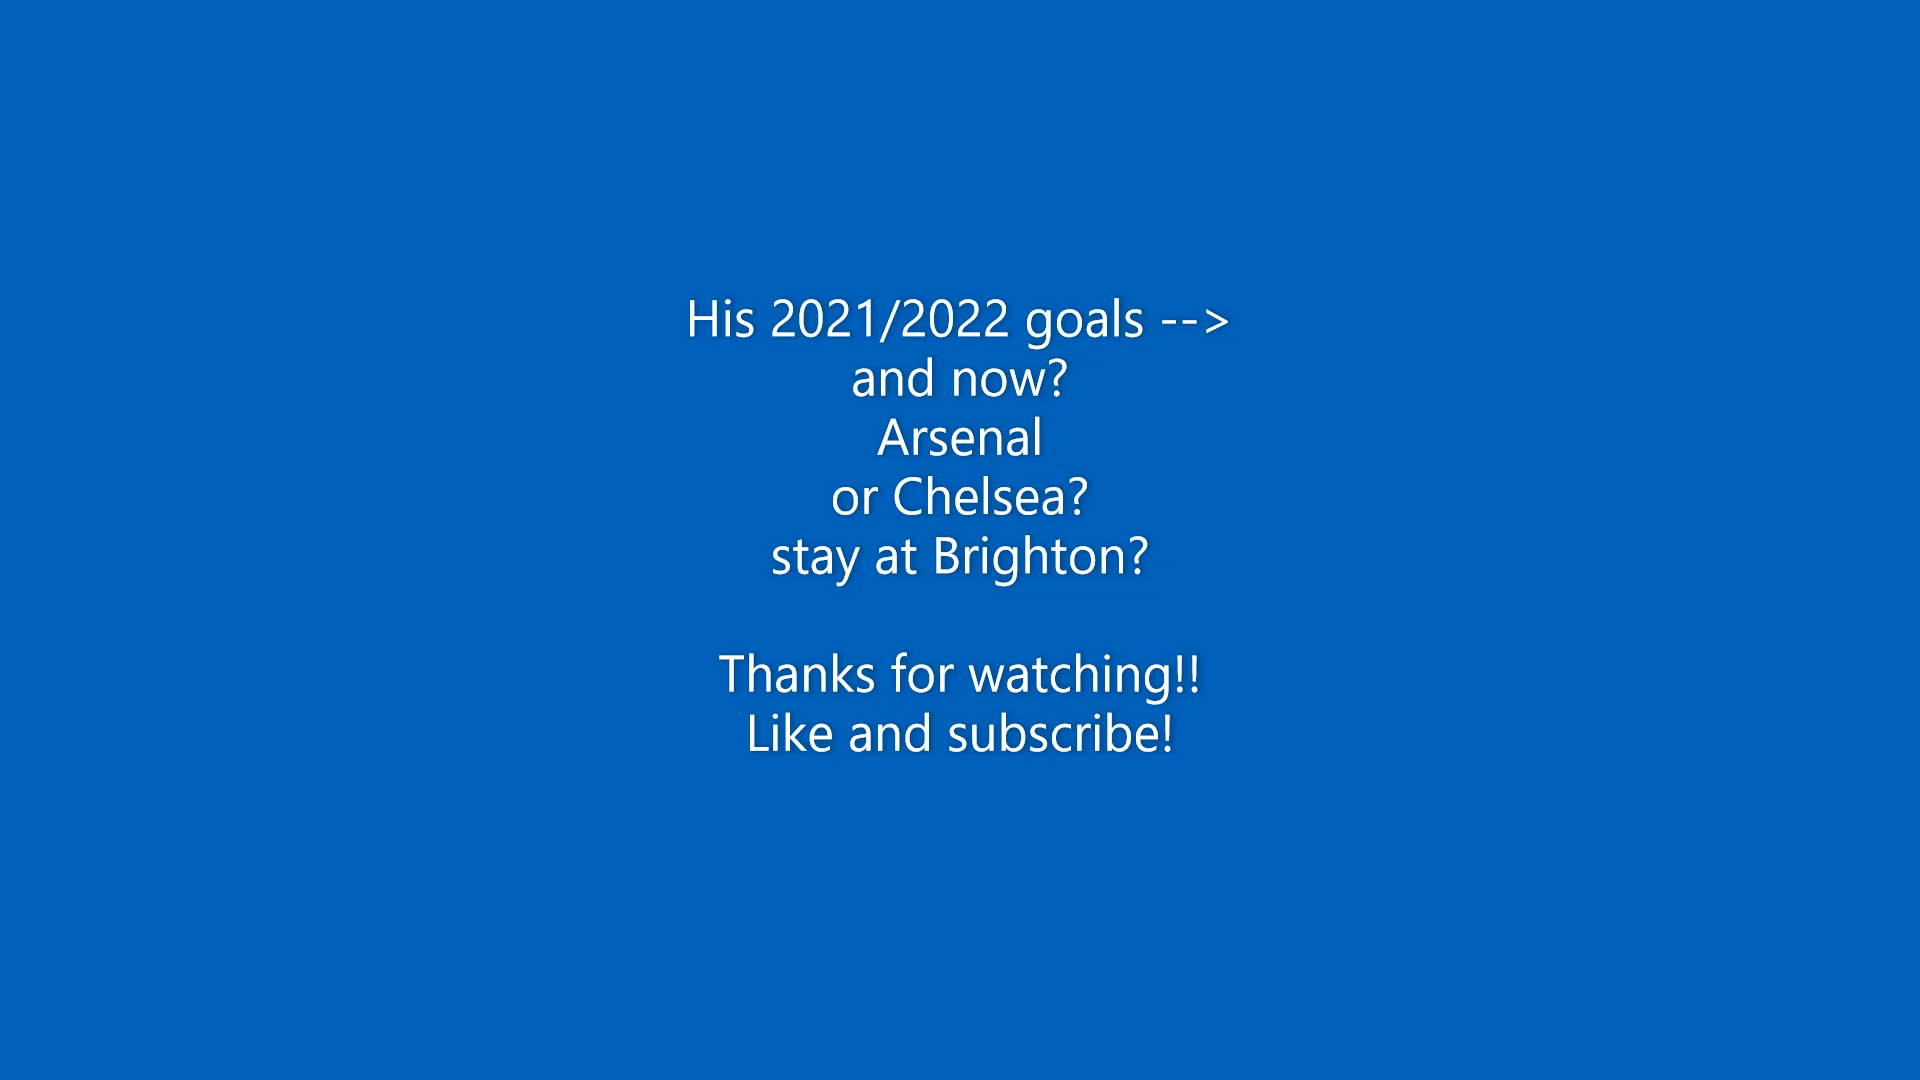 His 2021/2022 goals -->
and now?
Arsenal
or Chelsea?
stay at Brighton?
Thanks for watching!!
Like and subscribe!